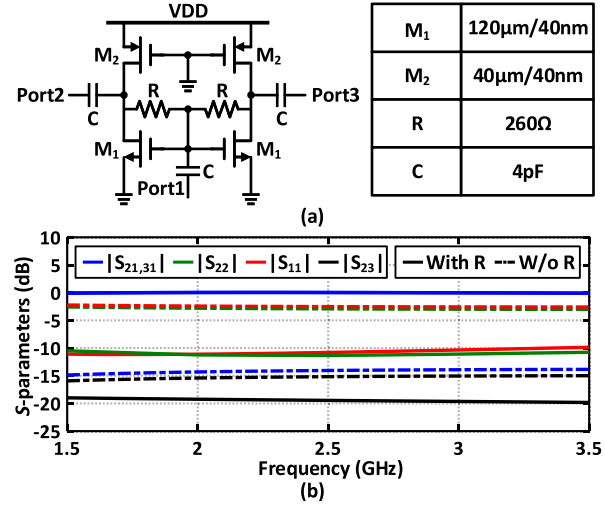 VDD
M2 M2
Port2 R R Port3
C C
M1 M1
C
Port1
M1 120μm/40nm
M2 40μm/40nm
R 260Ω
C 4pF
(a)
|S21,31| |S22| |S11| |S23| With R W/o R
S-parameters (dB)
10
5
0
-5
-10
-15
-20
-25
1.5 2 2.5 3 3.5
Frequency (GHz)
(b)